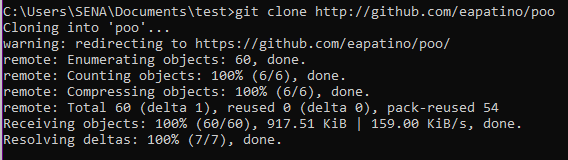 C:\Users\SENA\Documents\test>git clone http://github.com/eapatino/poo
Cloning into 'poo'...
warning: redirecting to https://github.com/eapatino/poo/
remote: Enumerating objects: 60, done.
remote: Counting objects: 100% (6/6), done.
remote: Compressing objects: 100% (6/6), done.
remote: Total 60 (delta 1), reused 0 (delta 0), pack-reused 54
Receiving objects: 100% (60/60), 917.51 KiB | 159.00 KiB/s, done.
Resolving deltas: 100% (7/7), done.